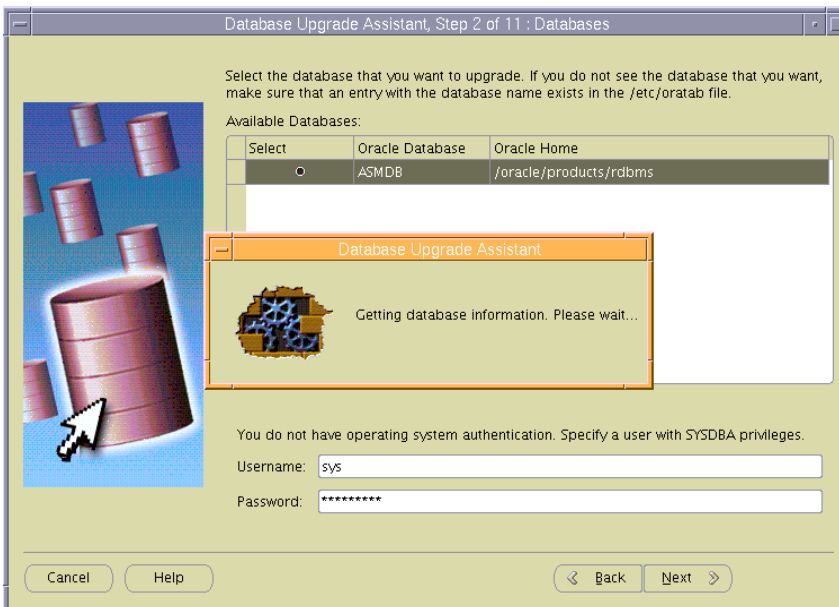 Database Upgrade Assistant, Step 2 of 11 : Databases
Select the database that you want to upgrade. If you do not see the database that you want,
make sure that an entry with the database name exists in the /etc/oratab file.
Available Databases:
Select Oracle Database Oracle Home
ASMDB /oracle/products/rdbms
Database Upgrade Assistant
Getting database information. Please wait...
You do not have operating system authentication. Specify a user with SYSDBA privileges.
Username: sys
Password: *********
Cancel Help Back Next